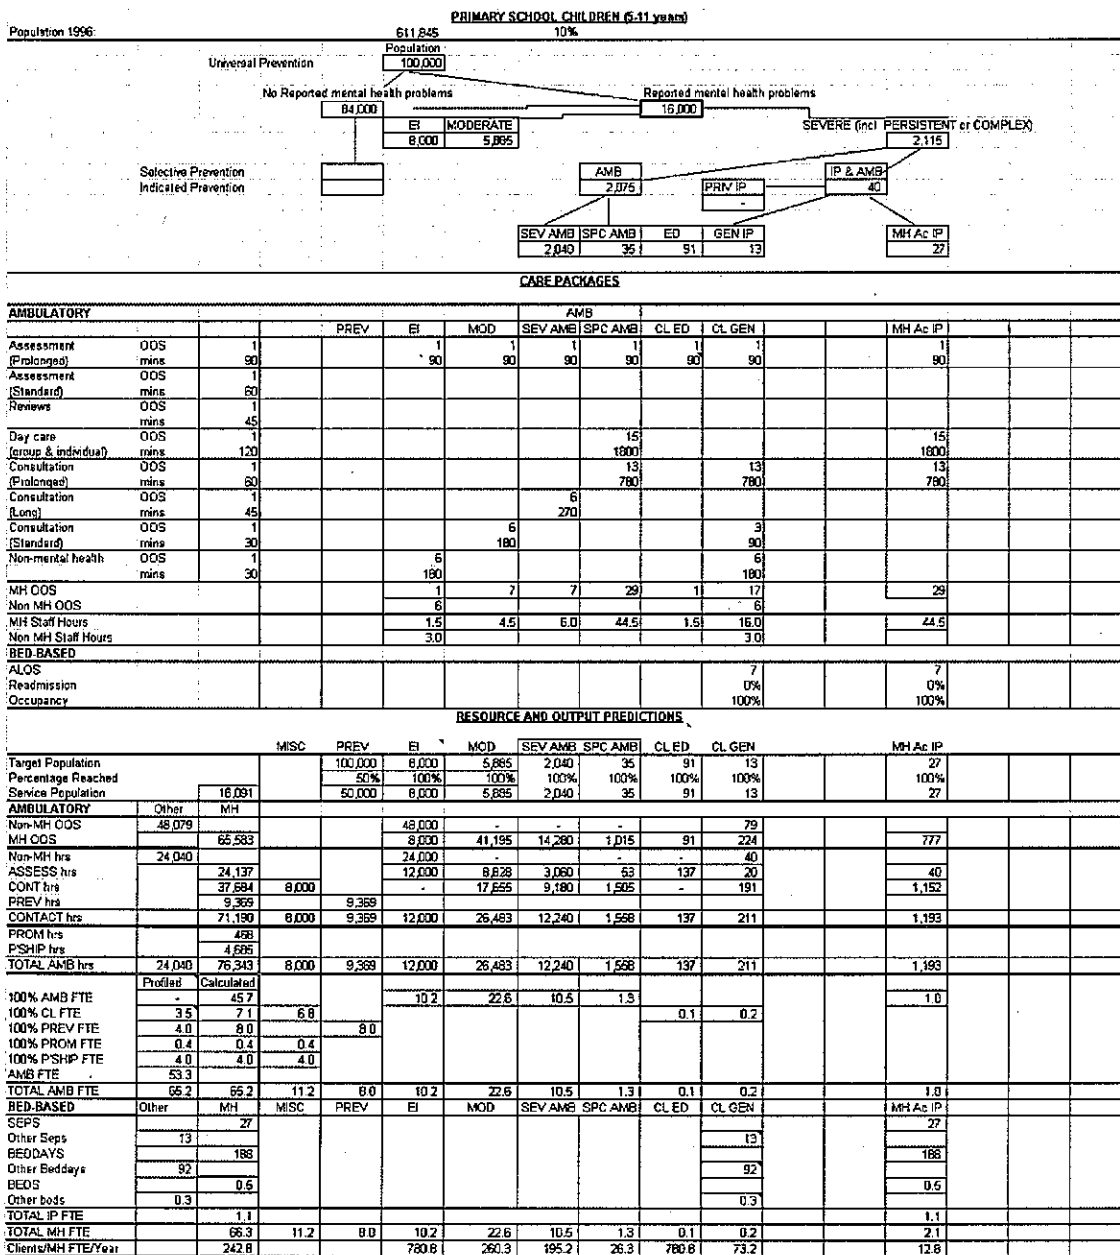 PRIMARY SCHOOL CHILDREN (5-11 years)
Population 1996: 611,845 10%
Population
Universal Prevention 100,000
No Reported mental health problems Reported mental health problems
84,000 16,000
EI MODERATE SEVERE (incl PERSISTENT or COMPLEX)
8,000 5,885 2,115
Selective Prevention AMB IP & AMB
Indicated Prevention 2,075 PRIV IP 40
-
SEV AMB SPC AMB ED GEN IP MH Ac IP
2,040 35 91 13 27
CARE PACKAGES
AMBULATORY AMB
PREV EI MOD SEV AMB SPC AMB CL ED CL GEN MH Ac IP
Assessment OOS 1 1 1 1 1 1 1 1
(Prolonged) mins 90 90 90 90 90 90 90 90
Assessment OOS 1
(Standard) mins 60
Reviews OOS 1
mins 45
Day care OOS 1 15 15
(group & individual) mins 120 1800 1800
Consultation OOS 1 13 13 13
(Prolonged) mins 60 780 780 780
Consultation OOS 1 6
(Long) mins 45 270
Consultation OOS 1 6 3
(Standard) mins 30 180 90
Non-mental health OOS 1 6 6
mins 30 180 180
MH OOS 1 7 7 29 1 17 29
Non MH OOS 6 6
MH Staff Hours 1.5 4.5 6.0 44.5 1.5 16.0 44.5
Non MH Staff Hours 3.0 3.0
BED-BASED
ALOS 7 7
Readmission 0% 0%
Occupancy 100% 100%
RESOURCE AND OUTPUT PREDICTIONS
MISC PREV EI MOD SEV AMB SPC AMB CL ED CL GEN MH Ac IP
Target Population 100,000 8,000 5,885 2,040 35 91 13 27
Percentage Reached 50% 100% 100% 100% 100% 100% 100% 100%
Service Population 16,091 50,000 8,000 5,885 2,040 35 91 13 27
AMBULATORY Other MH
Non-MH OOS 48,079 48,000 - - - 79
MH OOS 65,583 8,000 41,195 14,280 1,015 91 224 777
Non-MH hrs 24,040 24,000 - - - 40
ASSESS hrs 24,137 12,000 8,828 3,060 53 137 20 40
CONT hrs 37,684 8,000 - 17,655 9,180 1,505 - 191 1,152
PREV hrs 9,369 9,369
CONTACT hrs 71,190 8,000 9,369 12,000 26,483 12,240 1,558 137 211 1,193
PROM hrs 468
P'SHIP hrs 4,685
TOTAL AMB hrs 24,040 76,343 8,000 9,369 12,000 26,483 12,240 1,558 137 211 1,193
Profiled Calculated
100% AMB FTE - 45.7 10.2 22.6 10.5 1.3 1.0
100% CL FTE 3.5 7.1 6.8 0.1 0.2
100% PREV FTE 4.0 8.0 8.0
100% PROM FTE 0.4 0.4 0.4
100% P'SHIP FTE 4.0 4.0 4.0
AMB FTE 53.3
TOTAL AMB FTE 65.2 65.2 11.2 8.0 10.2 22.6 10.5 1.3 0.1 0.2 1.0
BED-BASED Other MH MISC PREV EI MOD SEV AMB SPC AMB CL ED CL GEN MH Ac IP
SEPS 27 27
Other Seps 13 13
BEDDAYS 188 188
Other Beddays 92 92
BEDS 0.5 0.5
Other beds 0.3 0.3
TOTAL IP FTE 1.1 1.1
TOTAL MH FTE 66.3 11.2 8.0 10.2 22.6 10.5 1.3 0.1 0.2 2.1
Clients/MH FTE/Year 242.8 780.8 260.3 195.2 26.3 780.8 73.2 12.8